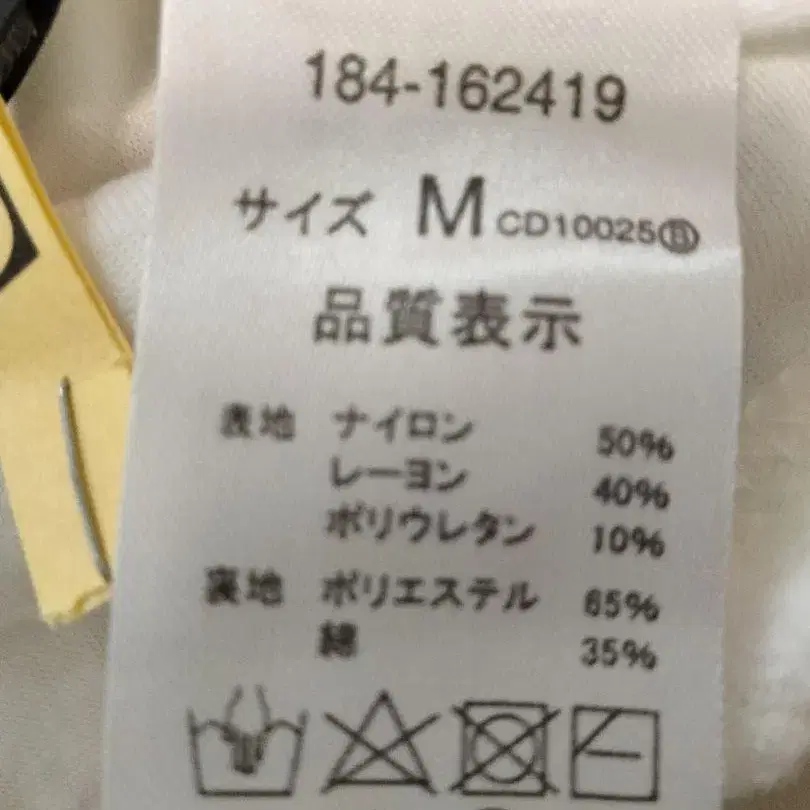 184-162419
サイズ M CD10025Ⓑ
品質表示
表地 ナイロン 50%
レーヨン 40%
ポリウレタン 10%
裏地 ポリエステル 65%
綿 35%